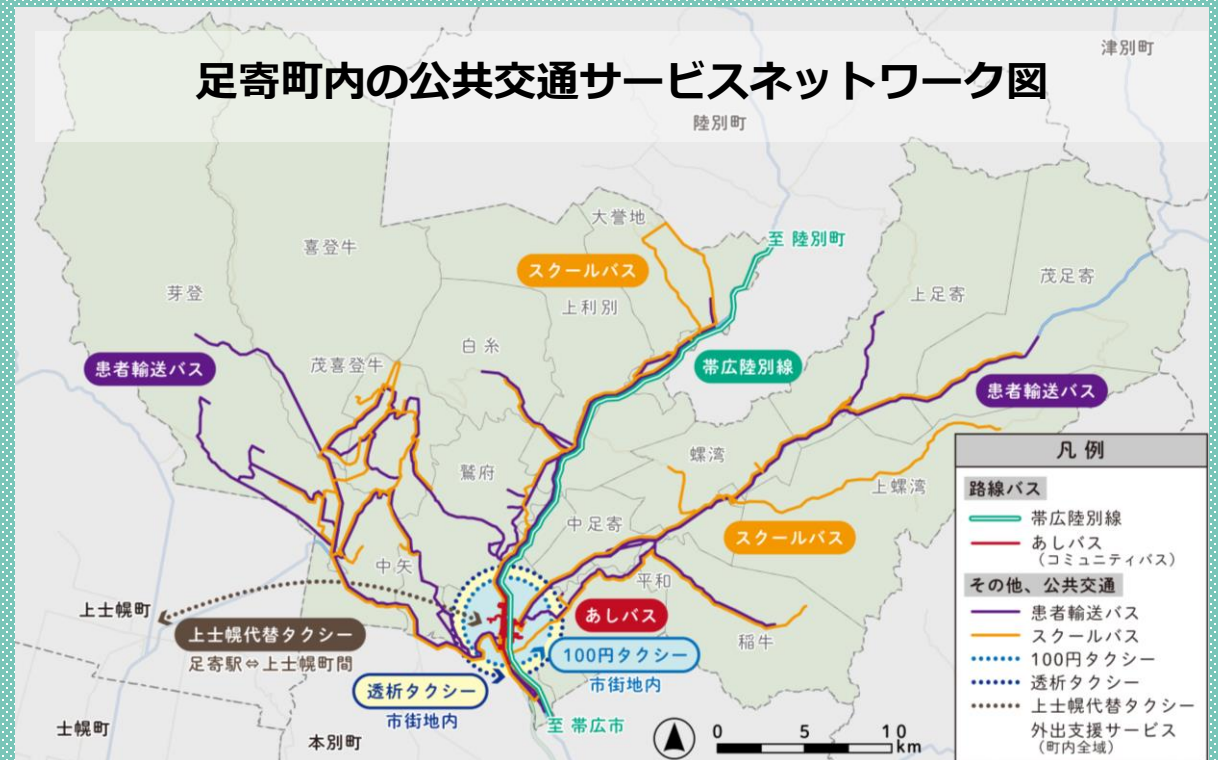 足寄町内の公共交通サービスネットワーク図
津別町
陸別町
大誉地
至 陸別町
喜登牛
スクールバス
茂足寄
芽登
上足寄
上利別
白糸
患者輸送バス
茂喜登牛
帯広陸別線
患者輸送バス
螺湾
鷲府
上螺湾
中足寄
スクールバス
中矢
平和
上士幌町
あしバス
上士幌代替タクシー
足寄駅⇔上士幌町間
稲牛
100円タクシー
市街地内
透析タクシー
市街地内
至 帯広市
士幌町
本別町
0 5 10
km
凡例
路線バス
帯広陸別線
あしバス
（コミュニティバス）
その他、公共交通
患者輸送バス
スクールバス
100円タクシー
透析タクシー
上士幌代替タクシー
外出支援サービス
（町内全域）